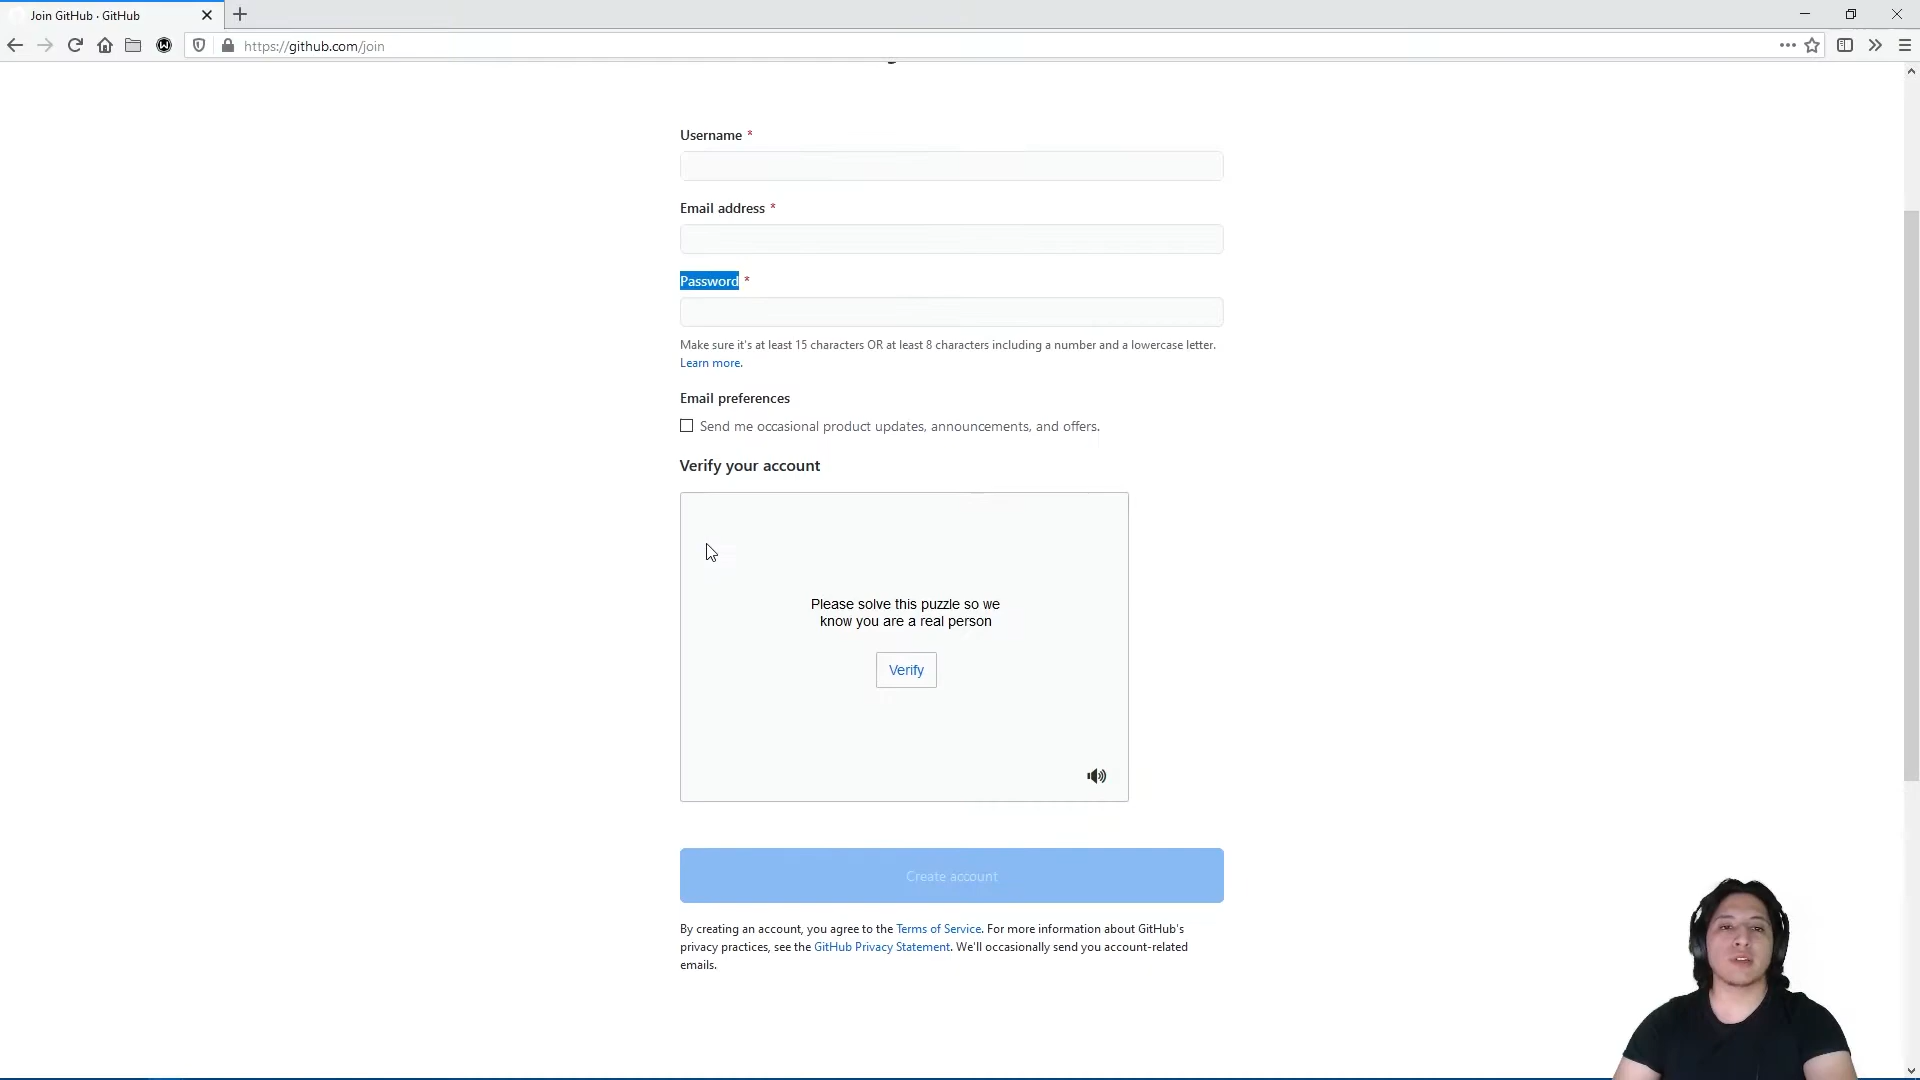 Join GitHub · GitHub
https://github.com/join
Username *
Email address *
Password *
Make sure it's at least 15 characters OR at least 8 characters including a number and a lowercase letter.
Learn more.
Email preferences
Send me occasional product updates, announcements, and offers.
Verify your account
Please solve this puzzle so we
know you are a real person
Verify
Create account
By creating an account, you agree to the Terms of Service. For more information about GitHub's
privacy practices, see the GitHub Privacy Statement. We'll occasionally send you account-related
emails.